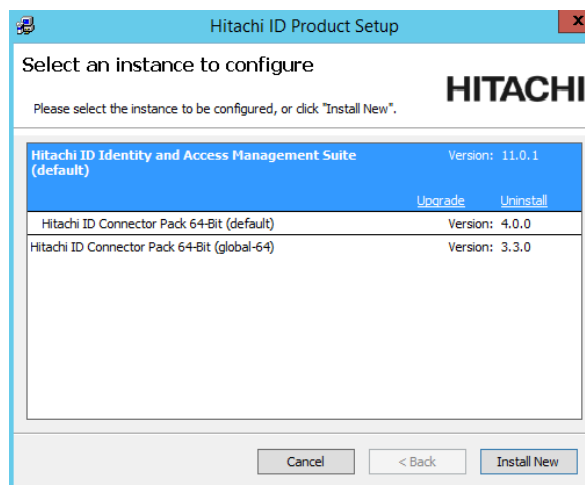 Hitachi ID Product Setup
x
Select an instance to configure
HITACHI
Please select the instance to be configured, or click "Install New".
Hitachi ID Identity and Access Management Suite Version: 11.0.1
(default)
Upgrade Uninstall
Hitachi ID Connector Pack 64-Bit (default) Version: 4.0.0
Hitachi ID Connector Pack 64-Bit (global-64) Version: 3.3.0
Cancel < Back Install New